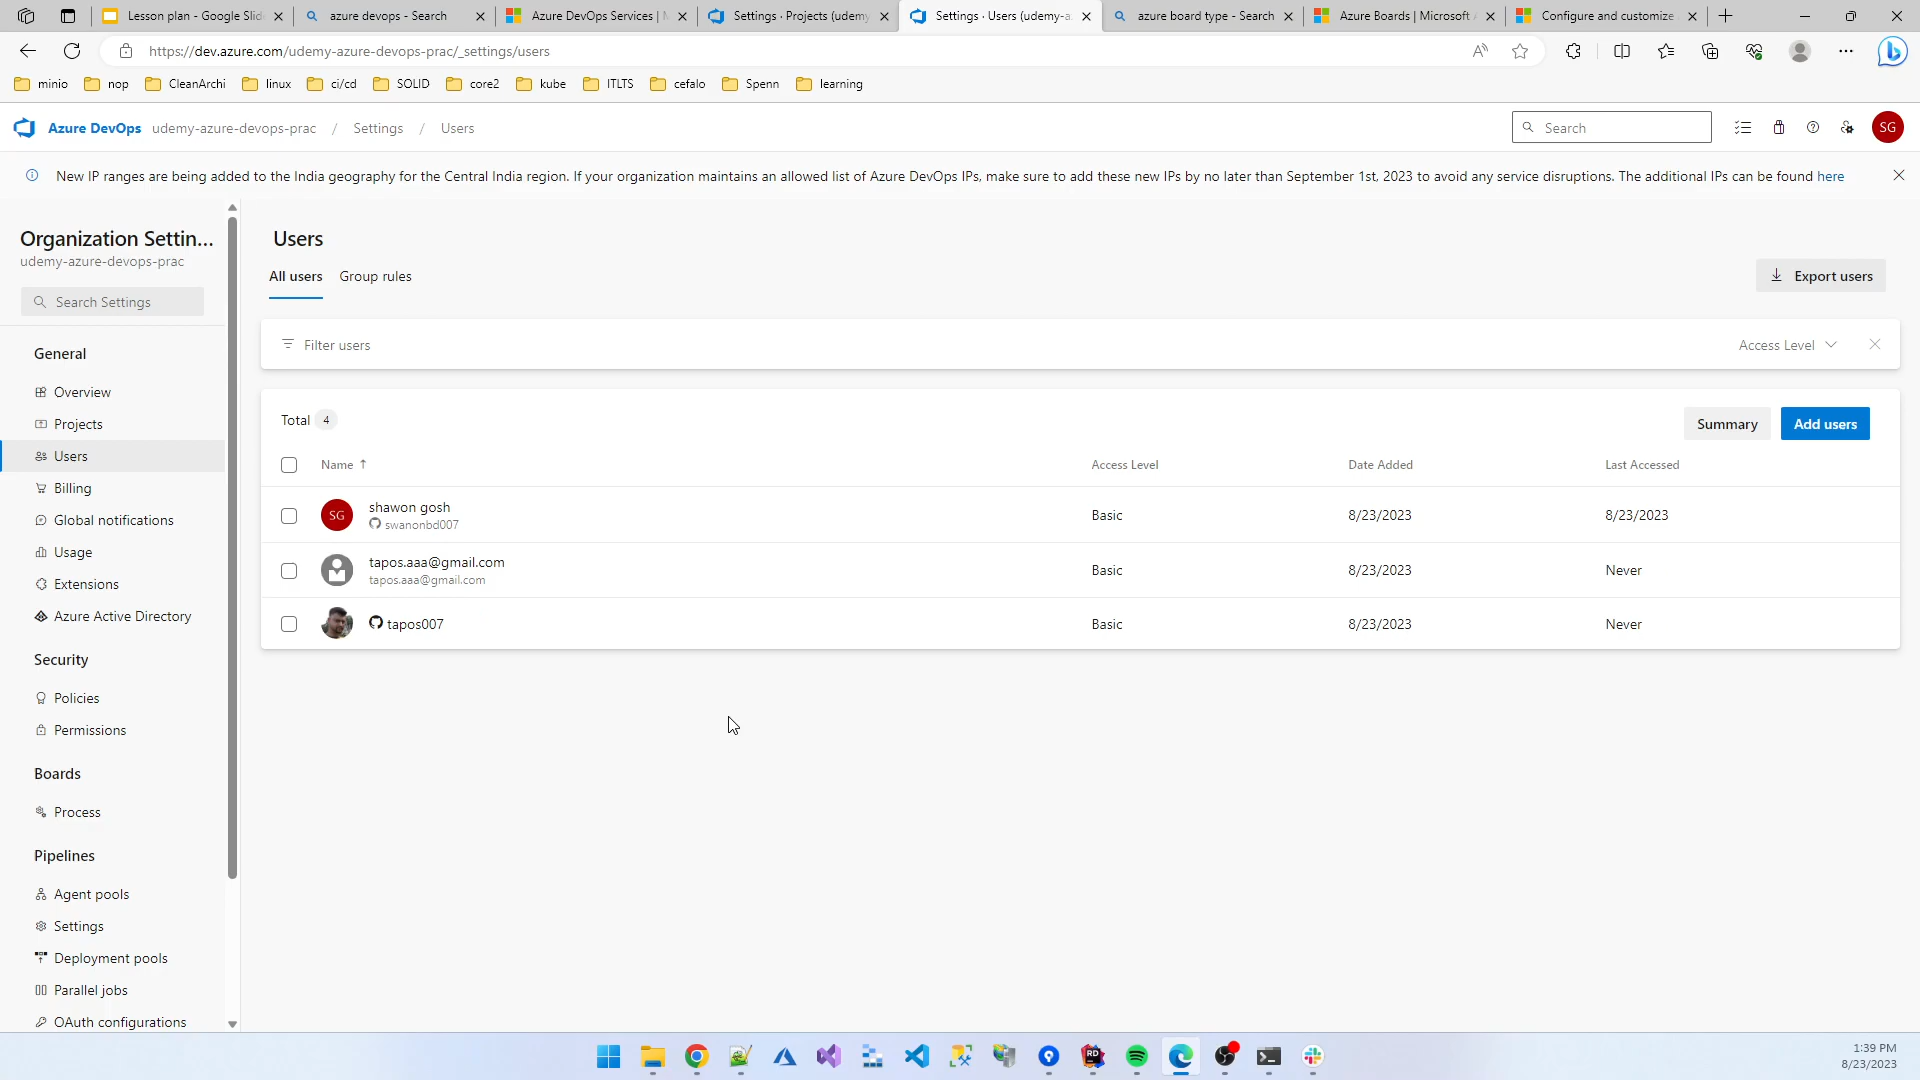 Lesson plan - Google Slid
azure devops - Search
Azure DevOps Services | M
Settings · Projects (udemy
Settings · Users (udemy-a
azure board type - Search
Azure Boards | Microsoft
Configure and customize
https://dev.azure.com/udemy-azure-devops-prac/_settings/users
minio
nop
CleanArchi
linux
ci/cd
SOLID
core2
kube
ITLTS
cefalo
Spenn
learning
Azure DevOps udemy-azure-devops-prac / Settings / Users
Search
SG
New IP ranges are being added to the India geography for the Central India region. If your organization maintains an allowed list of Azure DevOps IPs, make sure to add these new IPs by no later than September 1st, 2023 to avoid any service disruptions. The additional IPs can be found here
Organization Settin...
udemy-azure-devops-prac
Search Settings
General
Overview
Projects
Users
Billing
Global notifications
Usage
Extensions
Azure Active Directory
Security
Policies
Permissions
Boards
Process
Pipelines
Agent pools
Settings
Deployment pools
Parallel jobs
OAuth configurations
Users
All users Group rules
Export users
Filter users
Access Level
Total 4
Summary
Add users
Name ↑ Access Level Date Added Last Accessed
SG shawon gosh Basic 8/23/2023 8/23/2023
swanonbd007
tapos.aaa@gmail.com Basic 8/23/2023 Never
tapos.aaa@gmail.com
tapos007 Basic 8/23/2023 Never
RD
1:39 PM
8/23/2023